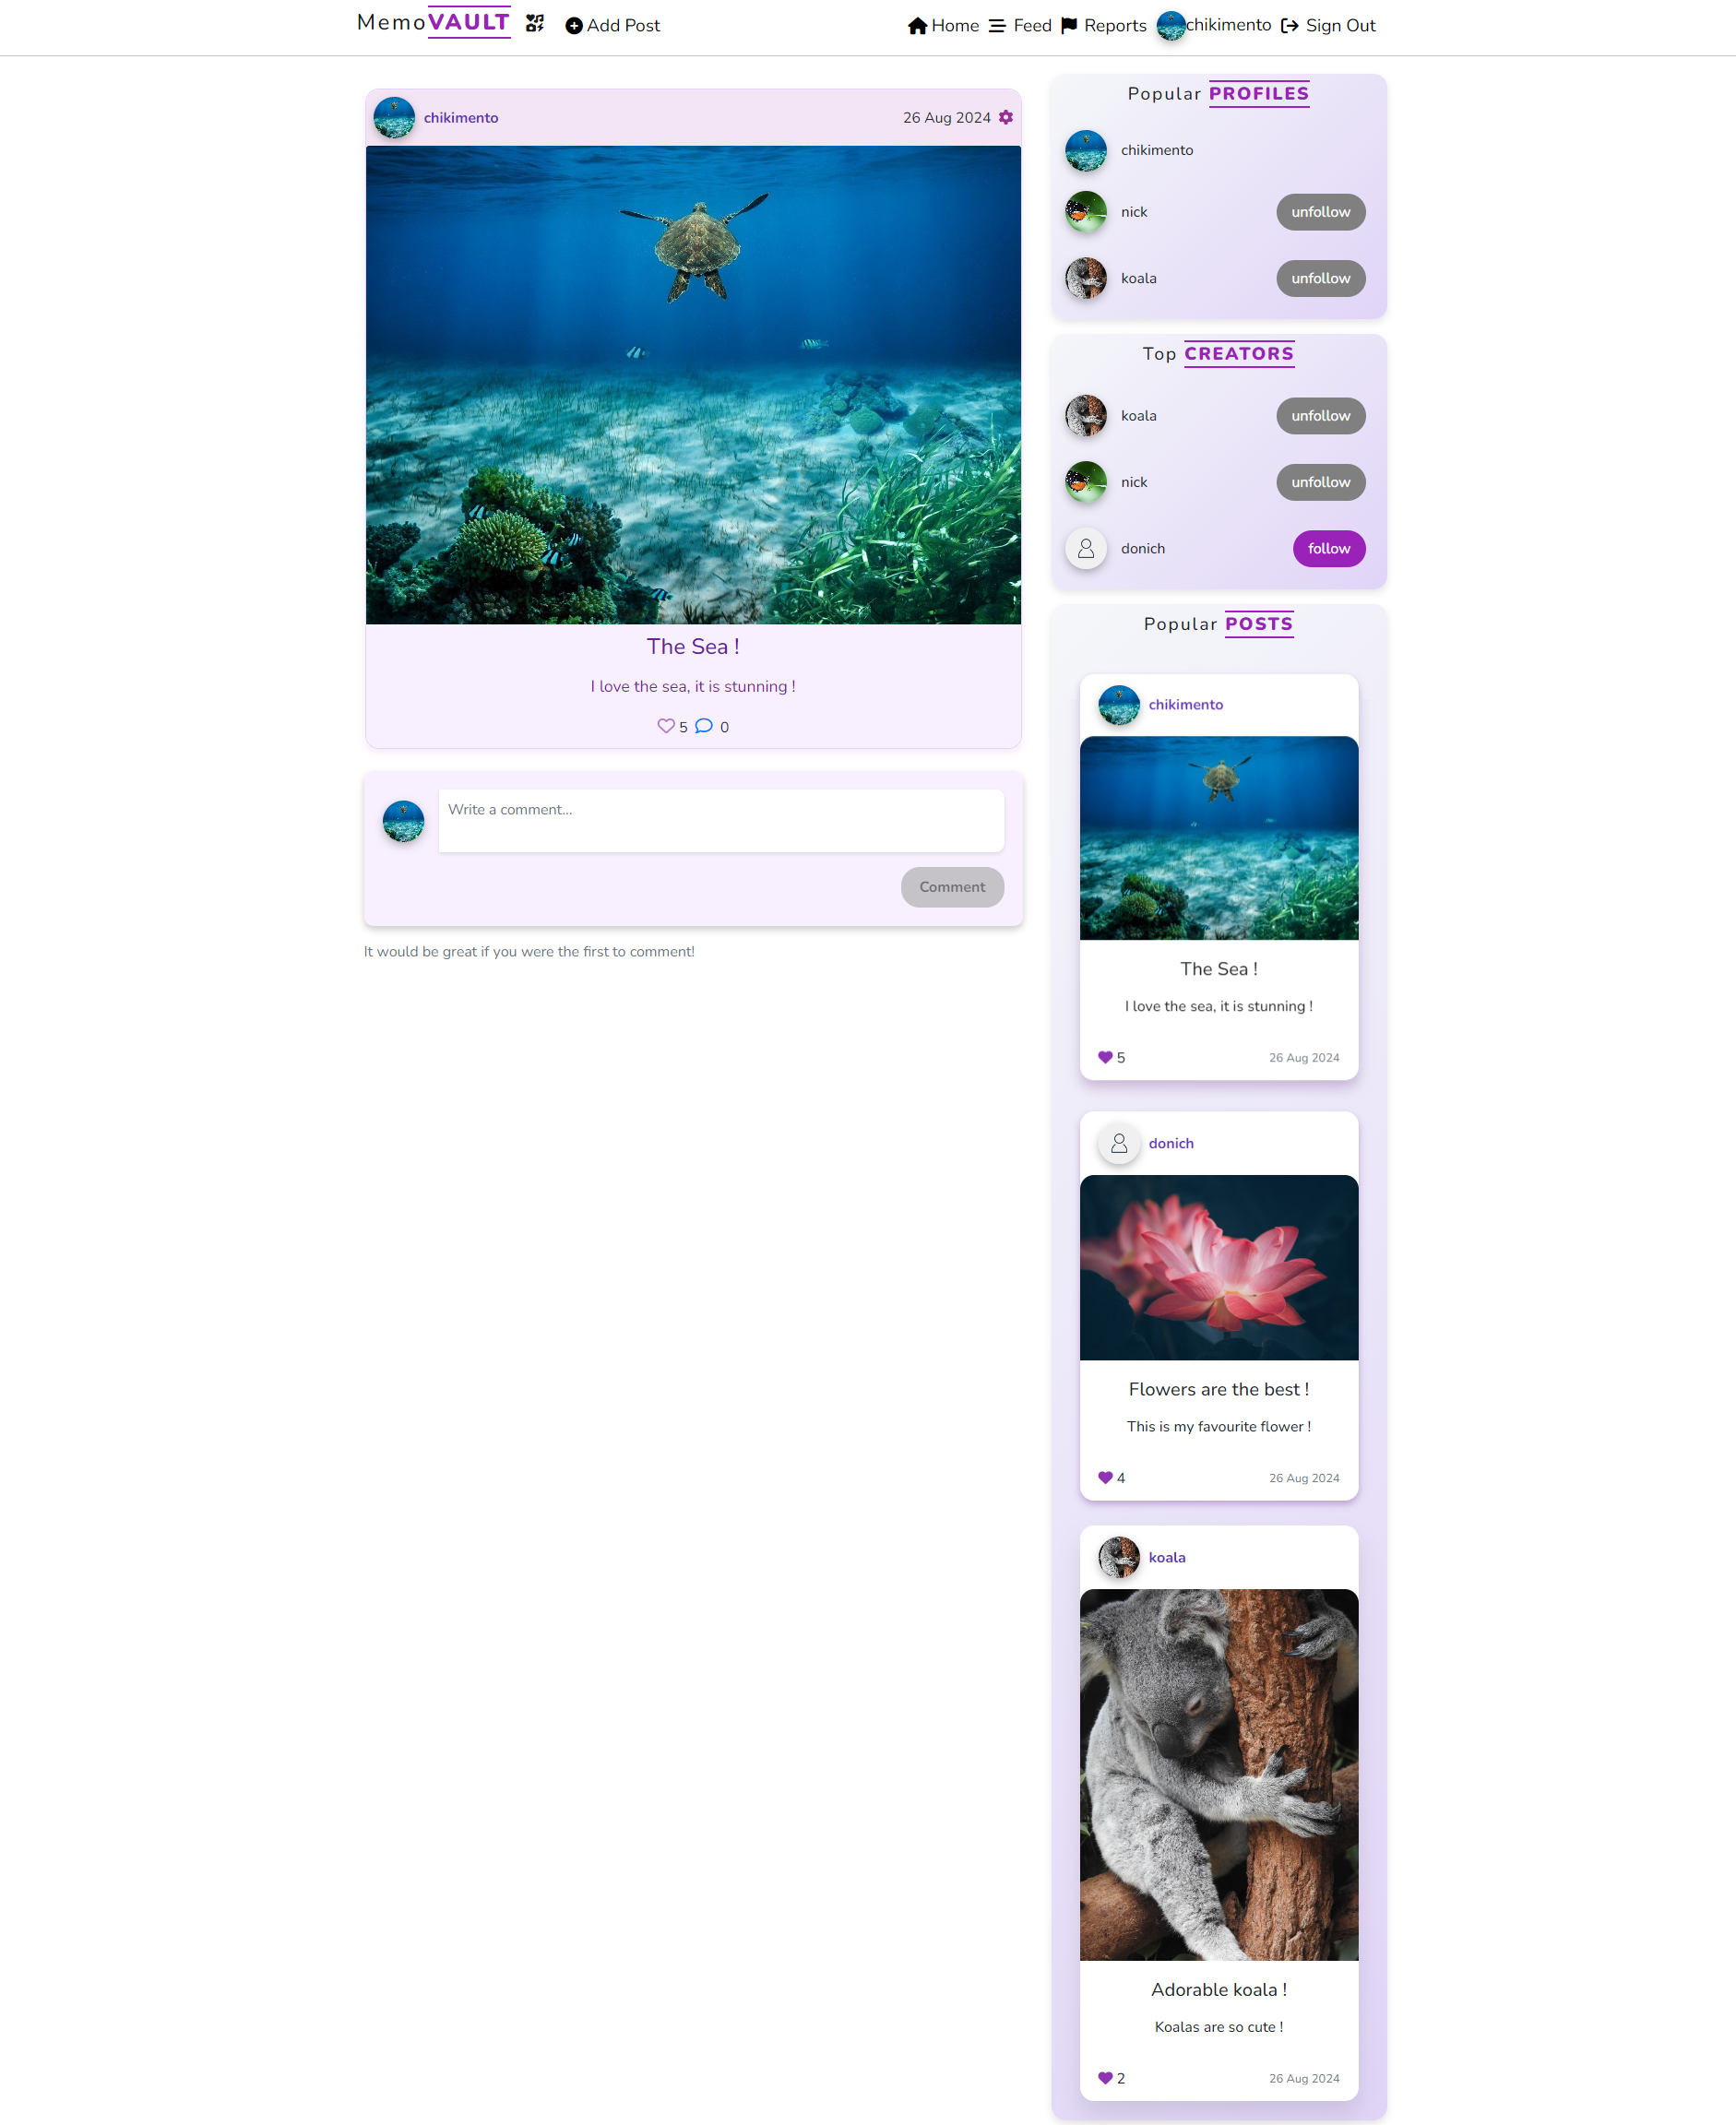 MemoVAULT Add Post Home Feed Reports chikimento Sign Out
chikimento 26 Aug 2024
The Sea !
I love the sea, it is stunning !
5 0
Write a comment...
Comment
It would be great if you were the first to comment!
Popular PROFILES
chikimento
nick unfollow
koala unfollow
Top CREATORS
koala unfollow
nick unfollow
donich follow
Popular POSTS
chikimento
The Sea !
I love the sea, it is stunning !
5 26 Aug 2024
donich
Flowers are the best !
This is my favourite flower !
4 26 Aug 2024
koala
Adorable koala !
Koalas are so cute !
2 26 Aug 2024